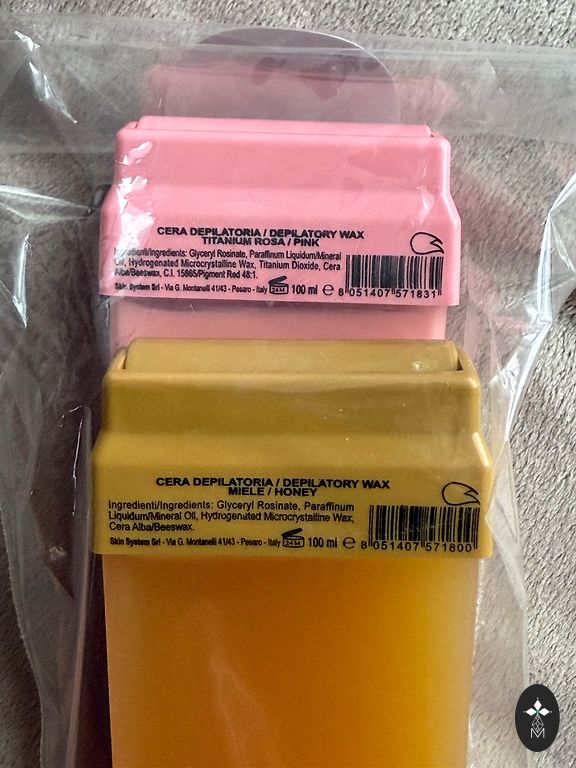 CERA DEPILATORIA / DEPILATORY WAX
TITANIUM ROSA / PINK
Ingredienti/Ingredients: Glyceryl Rosinate, Paraffinum Liquidum/Mineral
Oil, Hydrogenated Microcrystalline Wax, Titanium Dioxide, Cera
Alba/Beeswax, C.I. 15865/Pigment Red 48:1.
Skin System Srl - Via G. Montanelli 41/43 - Pesaro - Italy 24M 100 ml ℮ 8 051407 571831
CERA DEPILATORIA / DEPILATORY WAX
MIELE / HONEY
Ingredienti/Ingredients: Glyceryl Rosinate, Paraffinum
Liquidum/Mineral Oil, Hydrogenated Microcrystalline Wax,
Cera Alba/Beeswax.
Skin System Srl - Via G. Montanelli 41/43 - Pesaro - Italy 24M 100 ml ℮ 8 051407 571800
M